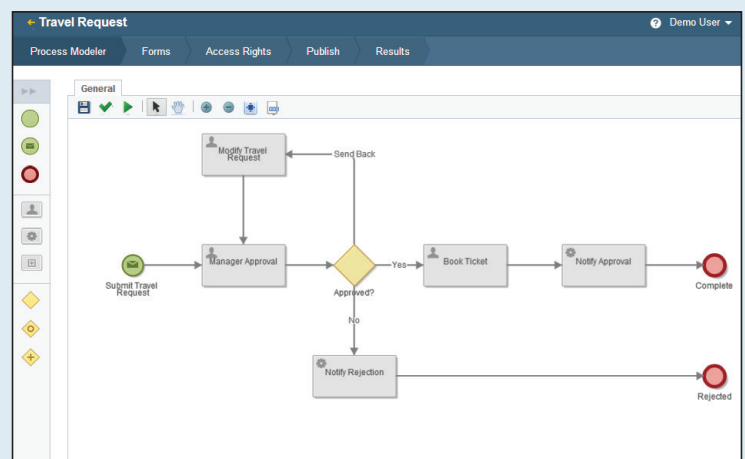 Travel Request
Demo User
Process Modeler
Forms
Access Rights
Publish
Results
General
Modify Travel
Request
Send Back
Manager Approval
Yes
Book Ticket
Notify Approval
Submit Travel
Request
Approved?
Complete
No
Notify Rejection
Rejected